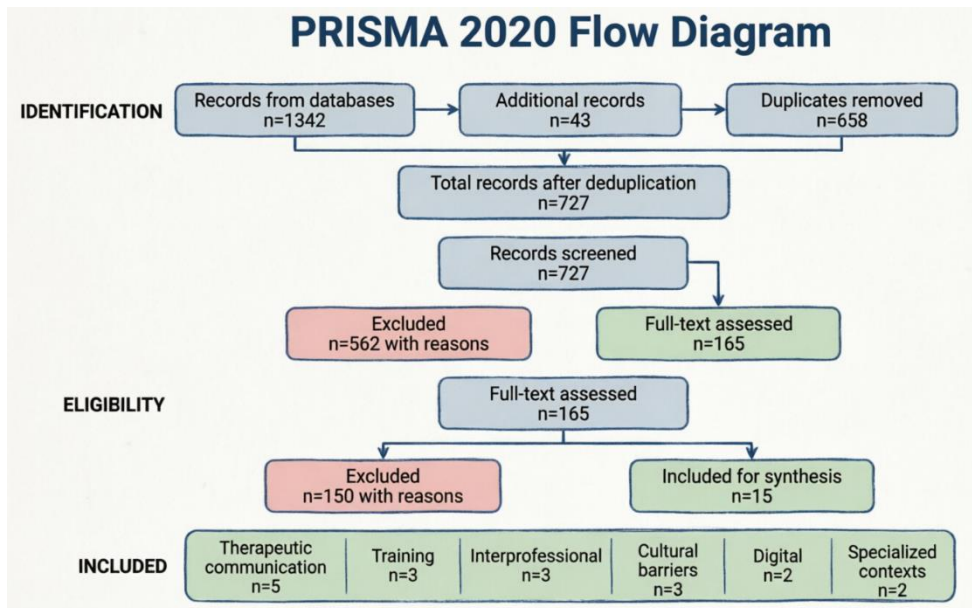 PRISMA 2020 Flow Diagram
IDENTIFICATION
Records from databases
n=1342
Additional records
n=43
Duplicates removed
n=658
Total records after deduplication
n=727
Records screened
n=727
Excluded
n=562 with reasons
Full-text assessed
n=165
ELIGIBILITY
Full-text assessed
n=165
Excluded
n=150 with reasons
Included for synthesis
n=15
INCLUDED
Therapeutic
communication
n=5
Training
n=3
Interprofessional
n=3
Cultural
barriers
n=3
Digital
n=2
Specialized
contexts
n=2